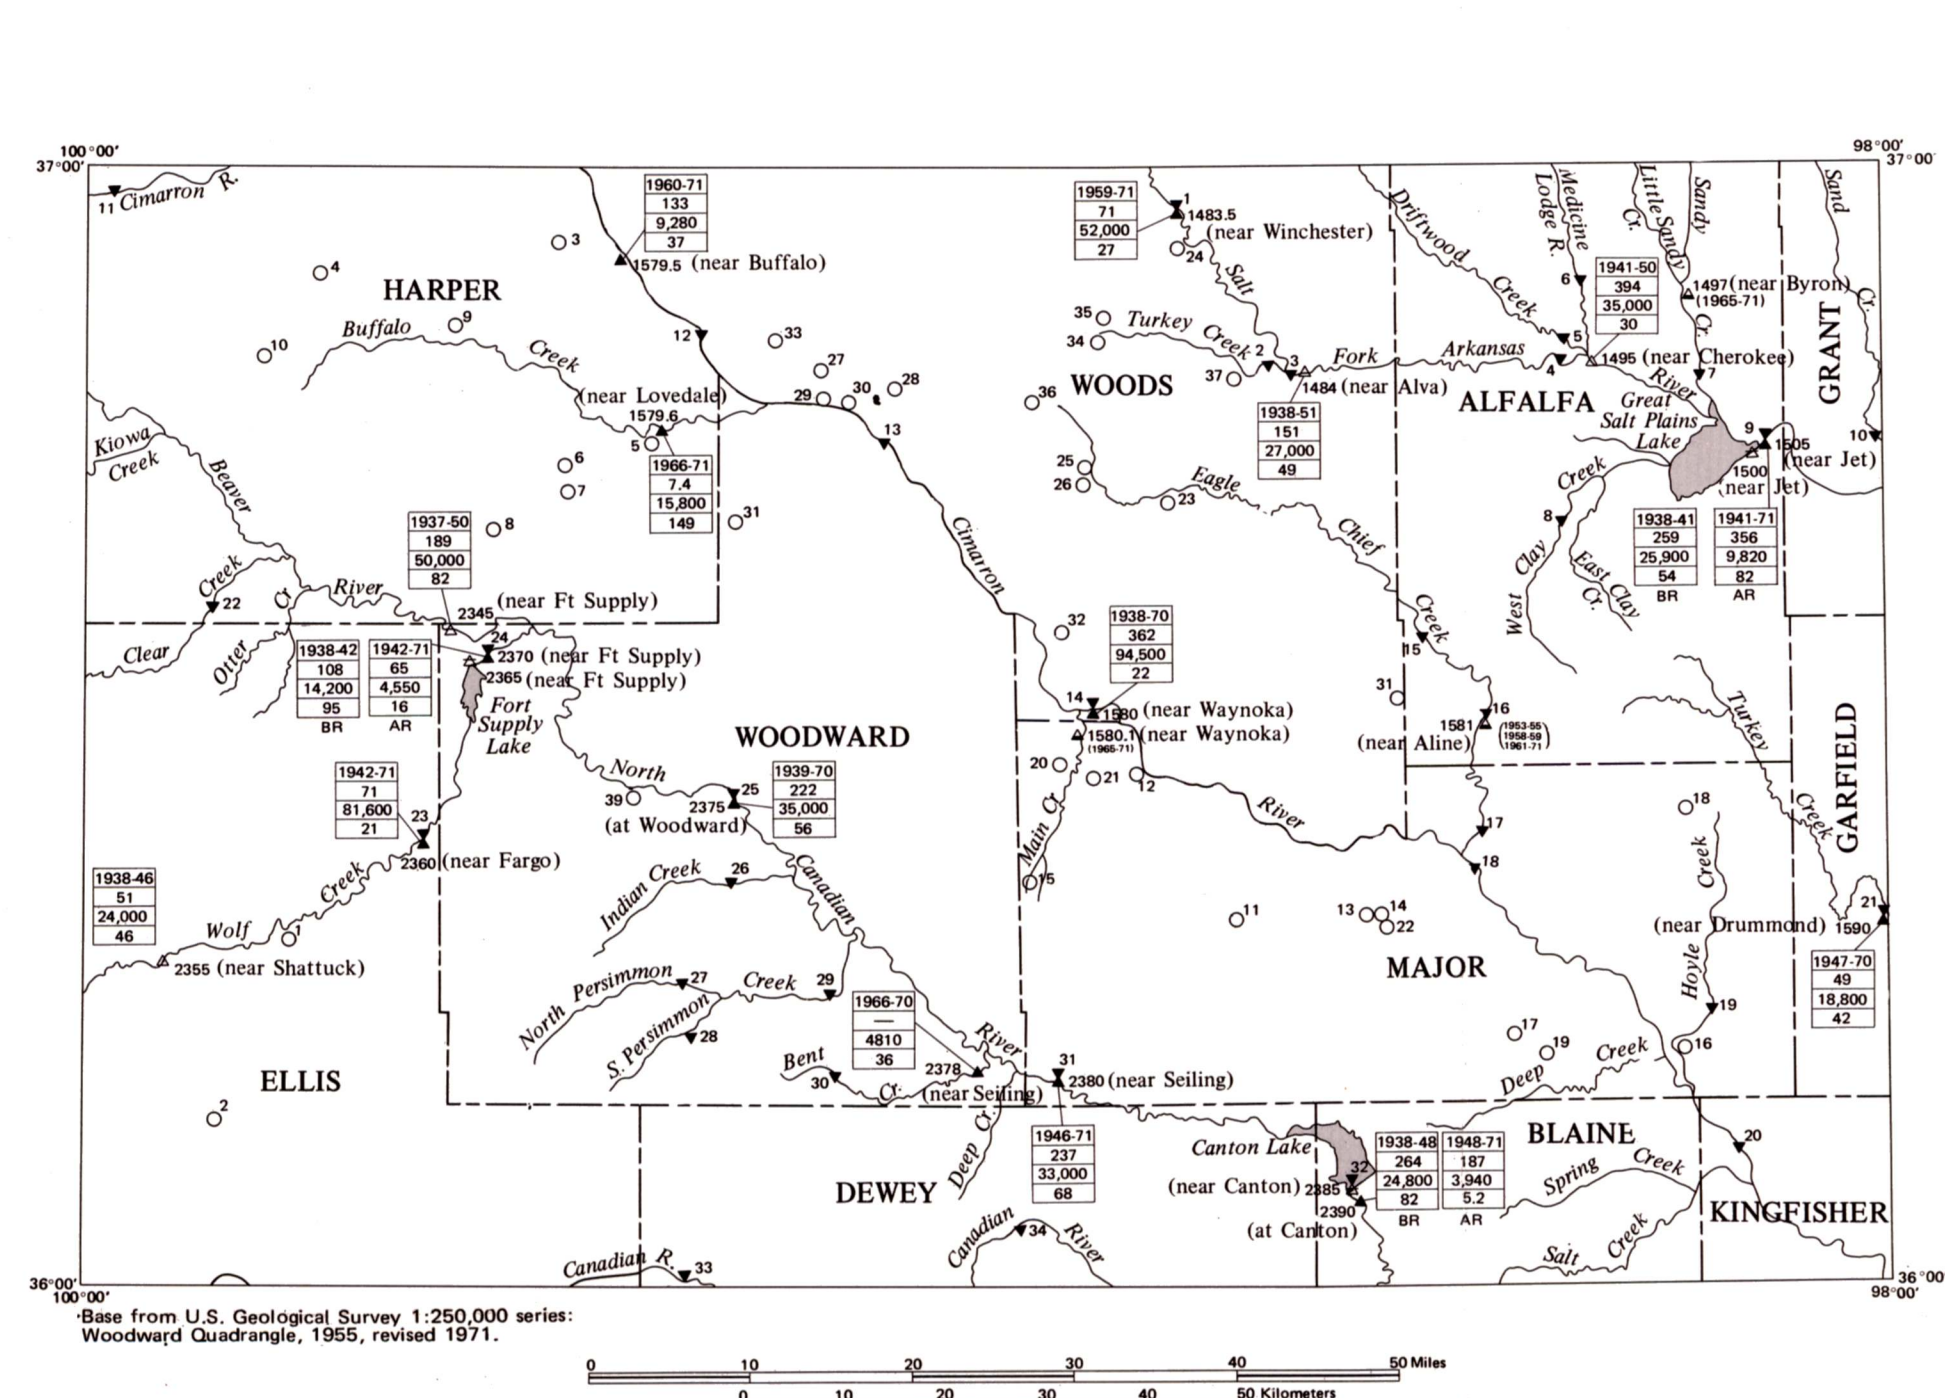 100°00'
37°00'
98°00'
37°00'
11 Cimarron R.
1960-71
133
9,280
37
1579.5 (near Buffalo)
3
4
HARPER
9
10
Buffalo
Creek
12
33
27
28
29
30
13
(near Lovedale)
1579.6
5
1966-71
7.4
15,800
149
6
7
8
31
Kiowa
Creek
Beaver
1937-50
189
50,000
82
River
2345 (near Ft Supply)
Creek
22
Clear
Otter
Cr
1938-42
108
14,200
95
BR
1942-71
65
4,550
16
AR
24
2370 (near Ft Supply)
2365 (near Ft Supply)
Fort
Supply
Lake
WOODWARD
1942-71
71
81,600
21
23
2360 (near Fargo)
Creek
1938-46
51
24,000
46
Wolf
1
2355 (near Shattuck)
North
39
25
2375
(at Woodward)
1939-70
222
35,000
56
Indian Creek
26
Canadian
North Persimmon
27
Creek
29
S. Persimmon
28
1966-70
—
4810
36
River
Bent
30
Cr.
2378
(near Seiling)
31
2380 (near Seiling)
1946-71
237
33,000
68
ELLIS
2
DEWEY
Deep Cr.
Canadian R.
33
Canadian
34
River
1959-71
71
52,000
27
1
1483.5
(near Winchester)
24
Salt
35
34
Turkey
Creek
2
3
37
1484 (near Alva)
36
WOODS
1938-51
151
27,000
49
Fork
Arkansas
River
25
26
23
Eagle
Chief
Creek
15
Driftwood
Creek
5
4
Medicine
Lodge R.
6
Little Sandy
Cr.
Sandy
Cr.
1941-50
394
35,000
30
1497 (near Byron)
(1965-71)
1495 (near Cherokee)
7
ALFALFA
Great
Salt Plains
Lake
9
1505
(near Jet)
1500
(near Jet)
Sand
Cr.
GRANT
10
Creek
8
Clay
West
East Clay
Cr.
1938-41
259
25,900
54
BR
1941-71
356
9,820
82
AR
Cimarron
32
1938-70
362
94,500
22
14
1580 (near Waynoka)
1580.1 (near Waynoka)
(1965-71)
20
21
12
Main Cr.
15
River
31
16
1581
(near Aline)
(1953-55)
1958-59
1961-71
17
18
Turkey
Creek
GARFIELD
18
Creek
Hoyle
(near Drummond)
21
1590
1947-70
49
18,800
42
11
13
14
22
MAJOR
19
17
19
16
Creek
Deep
BLAINE
Canton Lake
(near Canton)
32
2385
2390
(at Canton)
1938-48
264
24,800
82
BR
1948-71
187
3,940
5.2
AR
Spring
Creek
Salt
Creek
20
KINGFISHER
36°00'
100°00'
36°00'
98°00'
Base from U.S. Geological Survey 1:250,000 series:
Woodward Quadrangle, 1955, revised 1971.
0 10 20 30 40 50 Miles
0 10 20 30 40 50 Kilometers